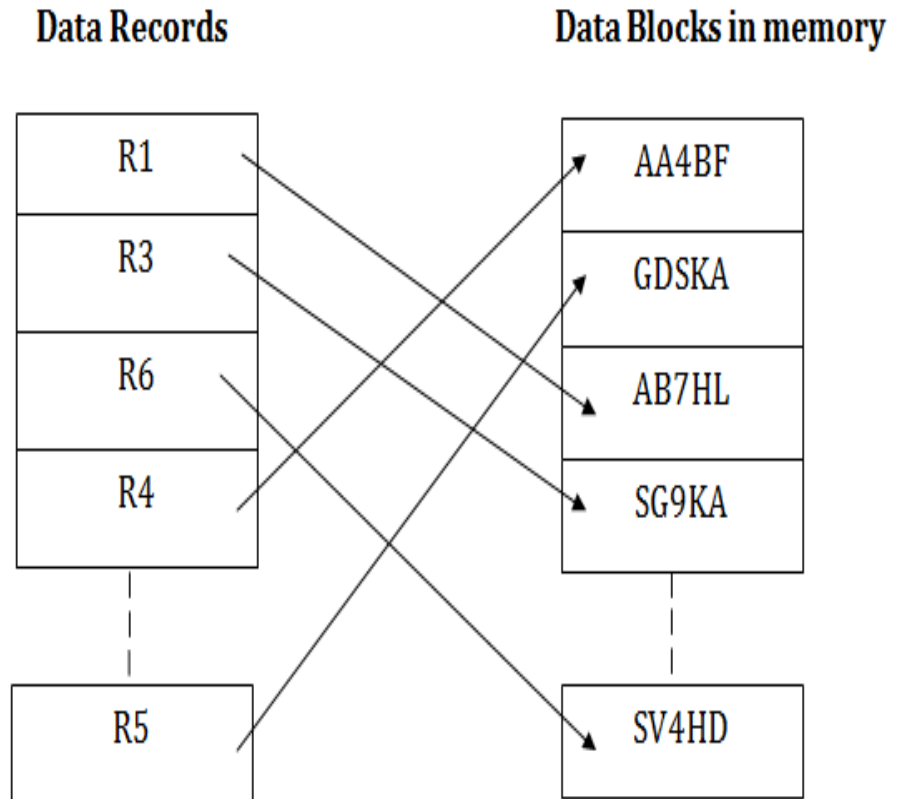 Data Records
Data Blocks in memory
R1
R3
R6
R4
R5
AA4BF
GDSKA
AB7HL
SG9KA
SV4HD